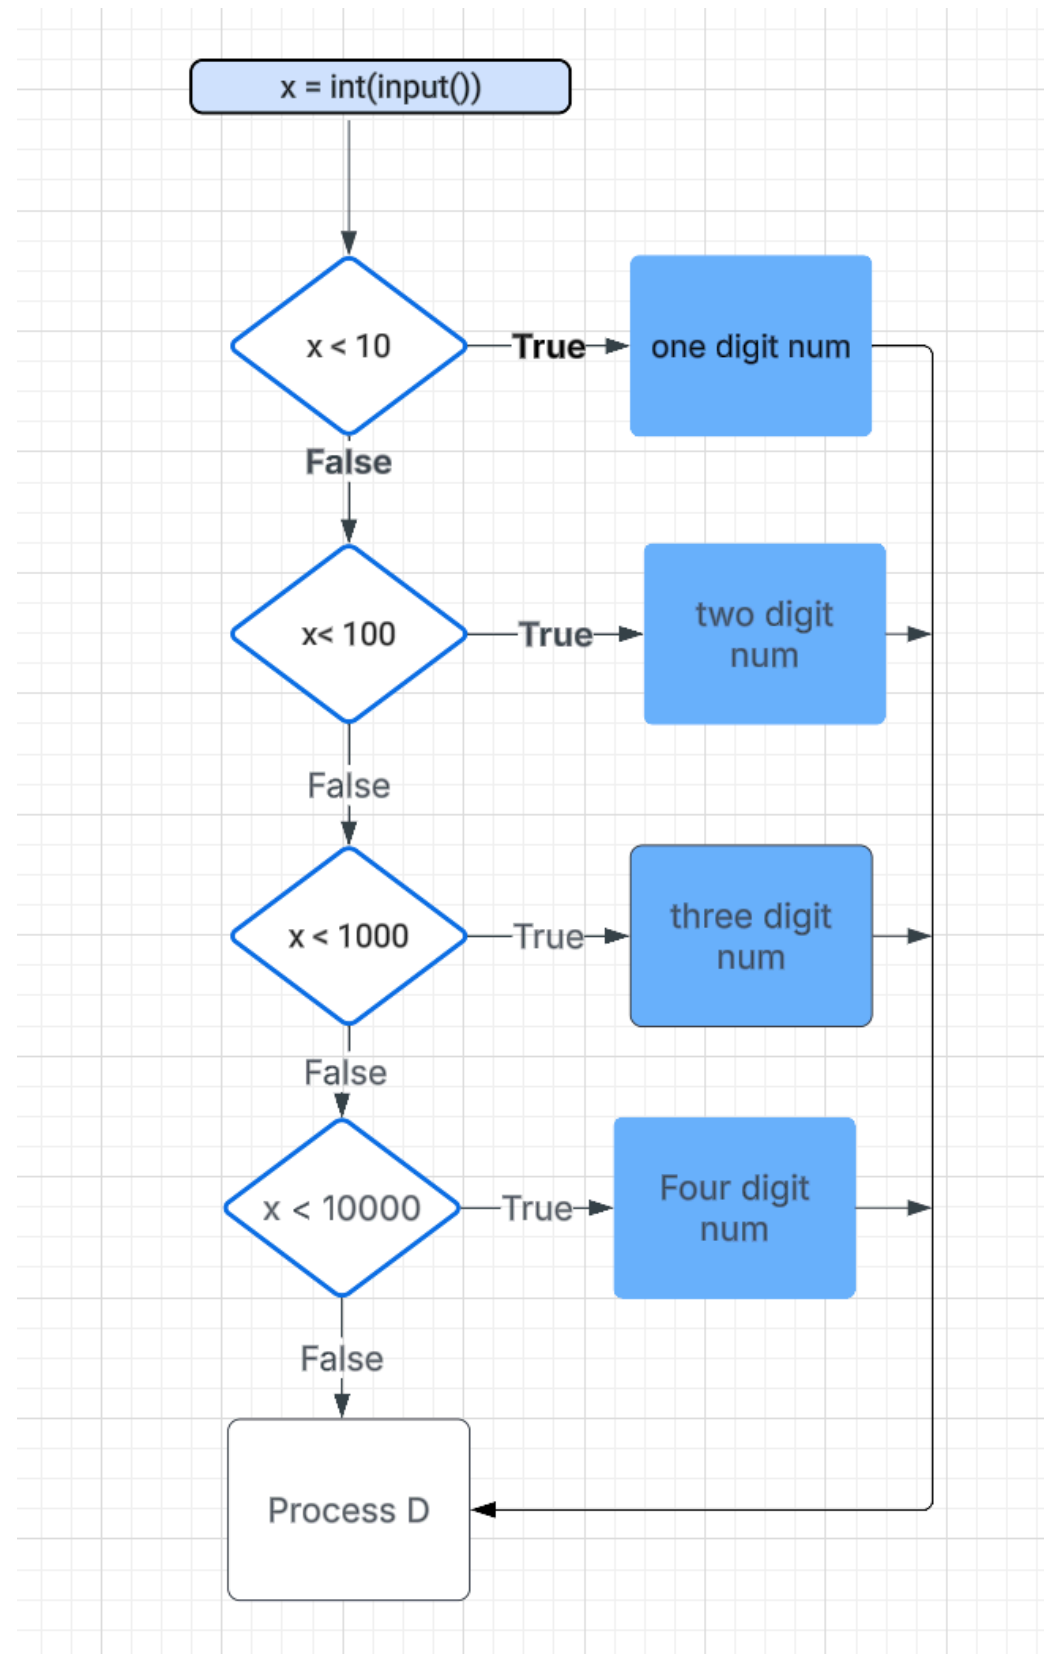 x = int(input())
x < 10
True
one digit num
False
x< 100
True
two digit
num
False
x < 1000
True
three digit
num
False
x < 10000
True
Four digit
num
False
Process D